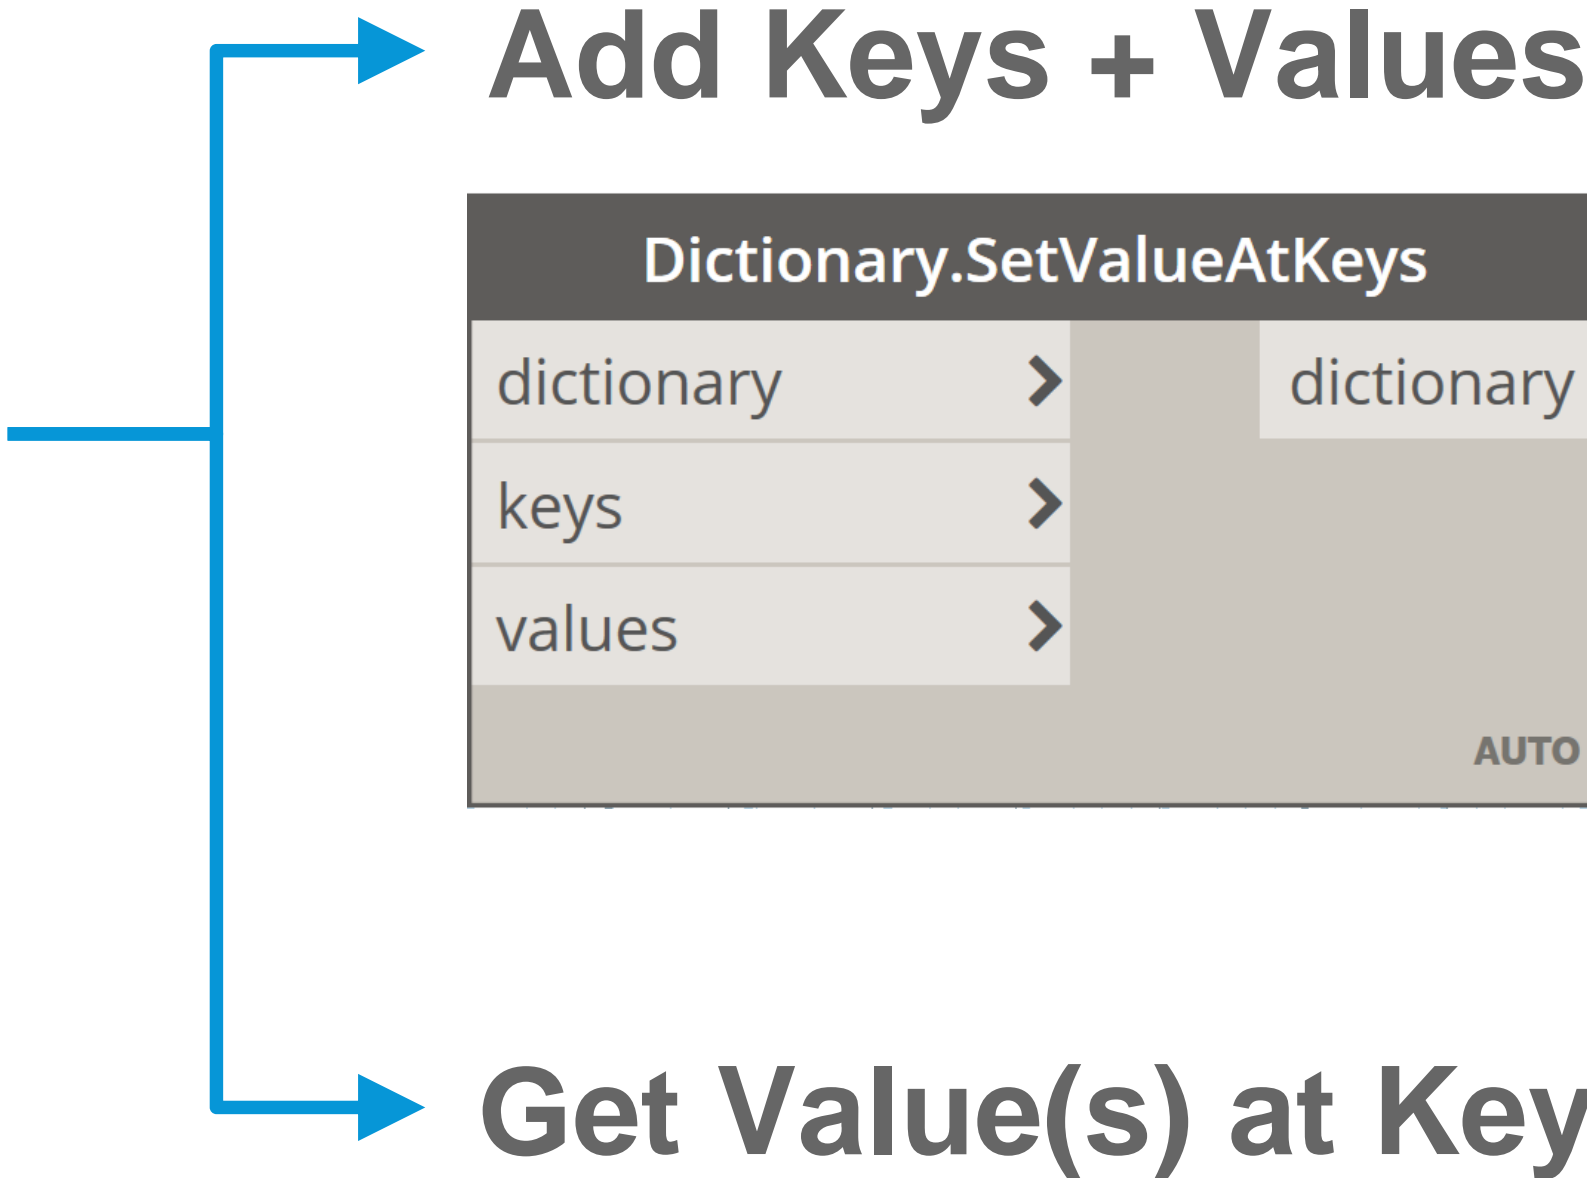 Add Keys + Values
Dictionary.SetValueAtKeys
dictionary
dictionary
keys
values
AUTO
Get Value(s) at Key